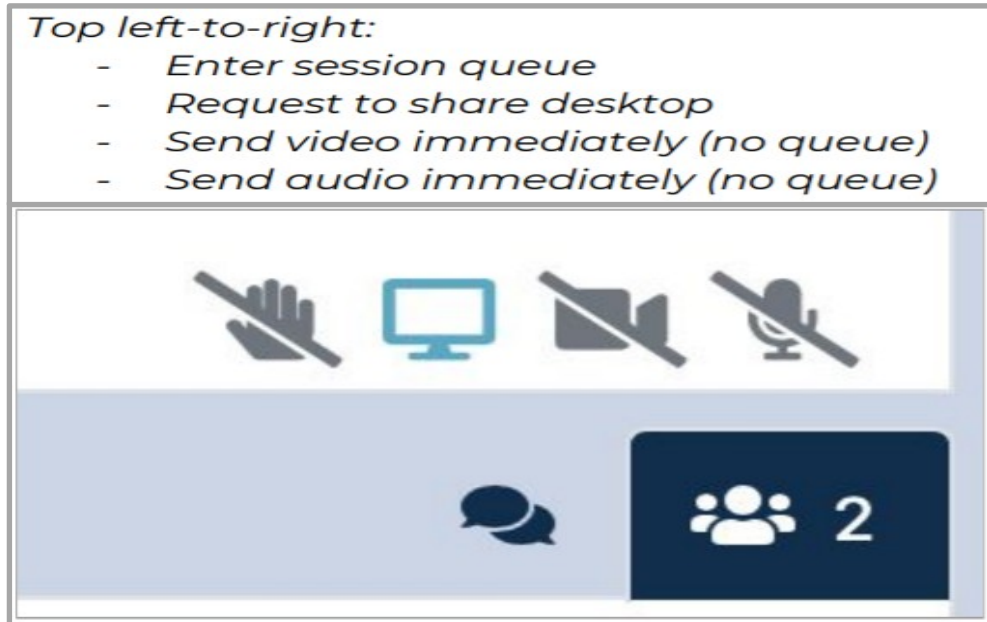 Top left-to-right:
- Enter session queue
- Request to share desktop
- Send video immediately (no queue)
- Send audio immediately (no queue)
2